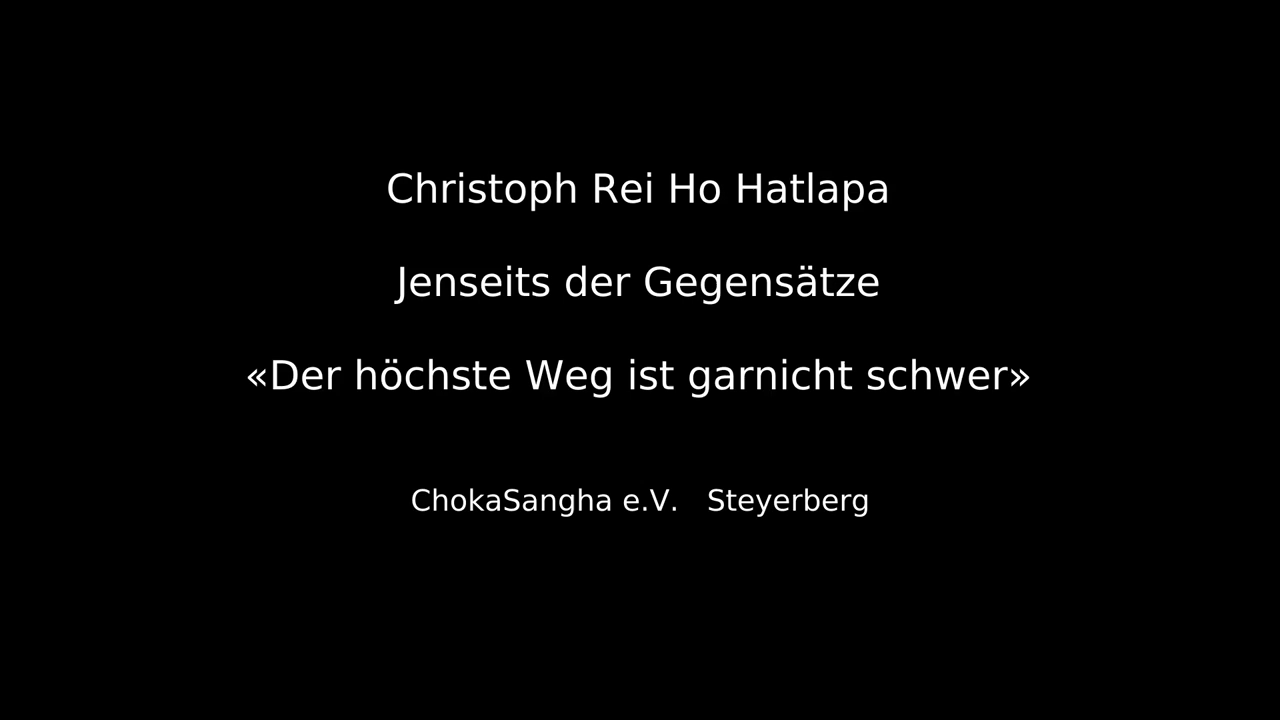 Christoph Rei Ho Hatlapa
Jenseits der Gegensätze
«Der höchste Weg ist garnicht schwer»
ChokaSangha e.V. Steyerberg